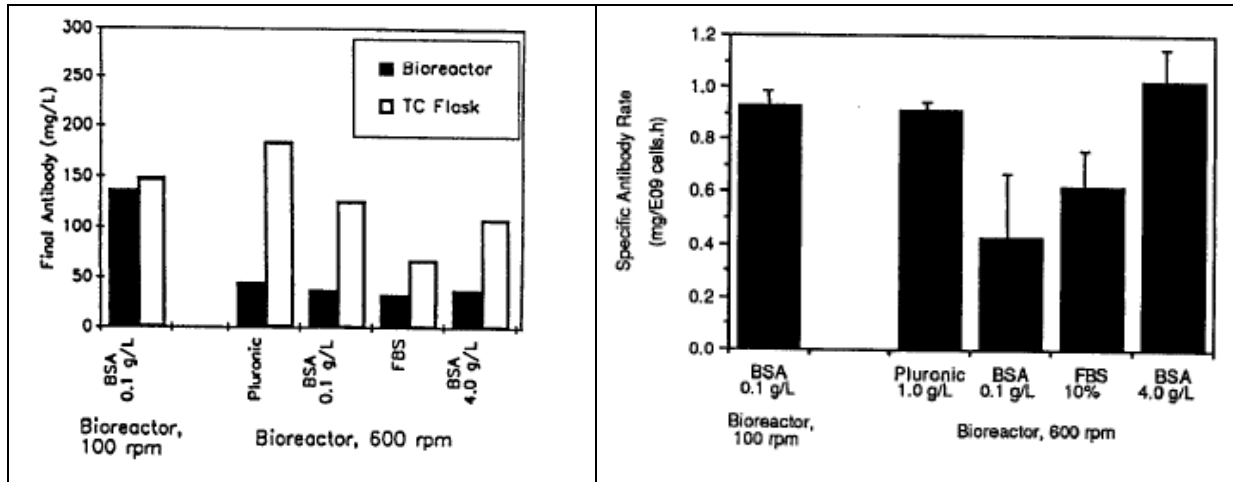 300
250
200
150
100
50
0
Final Antibody (mg/L)
Bioreactor
TC Flask
BSA
0.1 g/L
Pluronic
BSA
0.1 g/L
FBS
BSA
4.0 g/L
Bioreactor,
100 rpm
Bioreactor, 600 rpm
1.2
1.0
0.8
0.6
0.4
0.2
0.0
Specific Antibody Rate
(mg/E09 cells.h)
BSA
0.1 g/L
Pluronic
1.0 g/L
BSA
0.1 g/L
FBS
10%
BSA
4.0 g/L
Bioreactor,
100 rpm
Bioreactor, 600 rpm